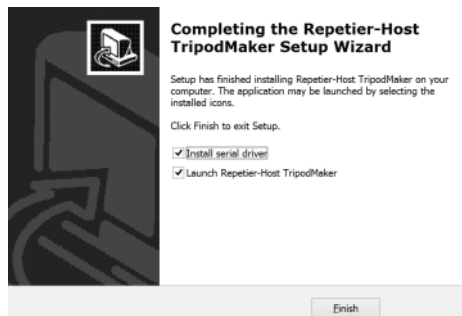 Completing the Repetier-Host
TripodMaker Setup Wizard
Setup has finished installing Repetier-Host TripodMaker on your
computer. The application may be launched by selecting the
installed icons.
Click Finish to exit Setup.
Install serial driver
Launch Repetier-Host TripodMaker
Finish